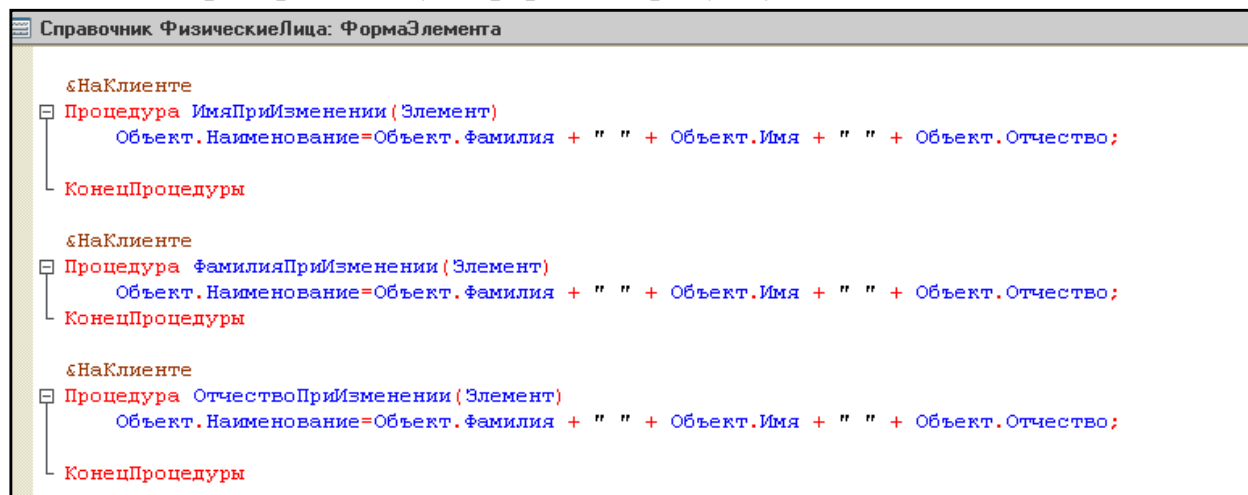 Справочник ФизическиеЛица: ФормаЭлемента
&НаКлиенте
Процедура ИмяПриИзменении(Элемент)
Объект.Наименование=Объект.Фамилия + " " + Объект.Имя + " " + Объект.Отчество;
КонецПроцедуры
&НаКлиенте
Процедура ФамилияПриИзменении(Элемент)
Объект.Наименование=Объект.Фамилия + " " + Объект.Имя + " " + Объект.Отчество;
КонецПроцедуры
&НаКлиенте
Процедура ОтчествоПриИзменении(Элемент)
Объект.Наименование=Объект.Фамилия + " " + Объект.Имя + " " + Объект.Отчество;
КонецПроцедуры